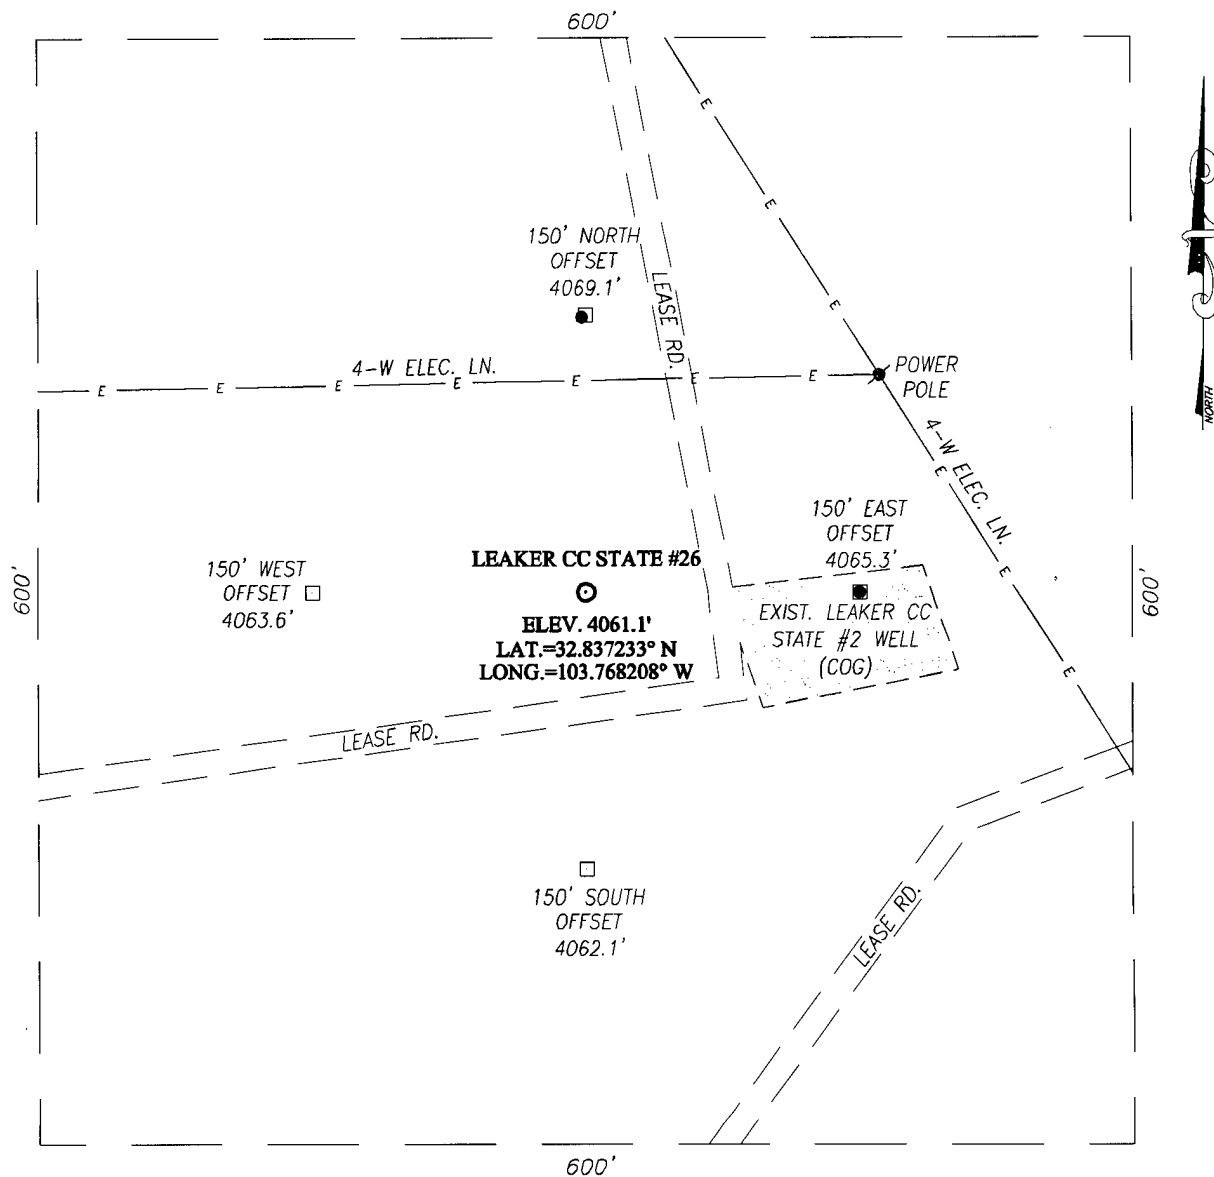 600'
150' NORTH
OFFSET
4069.1'
LEASE RD.
4-W ELEC. LN.
E E E E E E E
E
E
E
POWER
POLE
4-W ELEC. LN.
E
E
E
NORTH
150' EAST
OFFSET
4065.3'
600'
150' WEST
OFFSET
4063.6'
LEAKER CC STATE #26
ELEV. 4061.1'
LAT.=32.837233° N
LONG.=103.768208° W
EXIST. LEAKER CC
STATE #2 WELL
(COG)
600'
LEASE RD.
150' SOUTH
OFFSET
4062.1'
LEASE RD.
600'